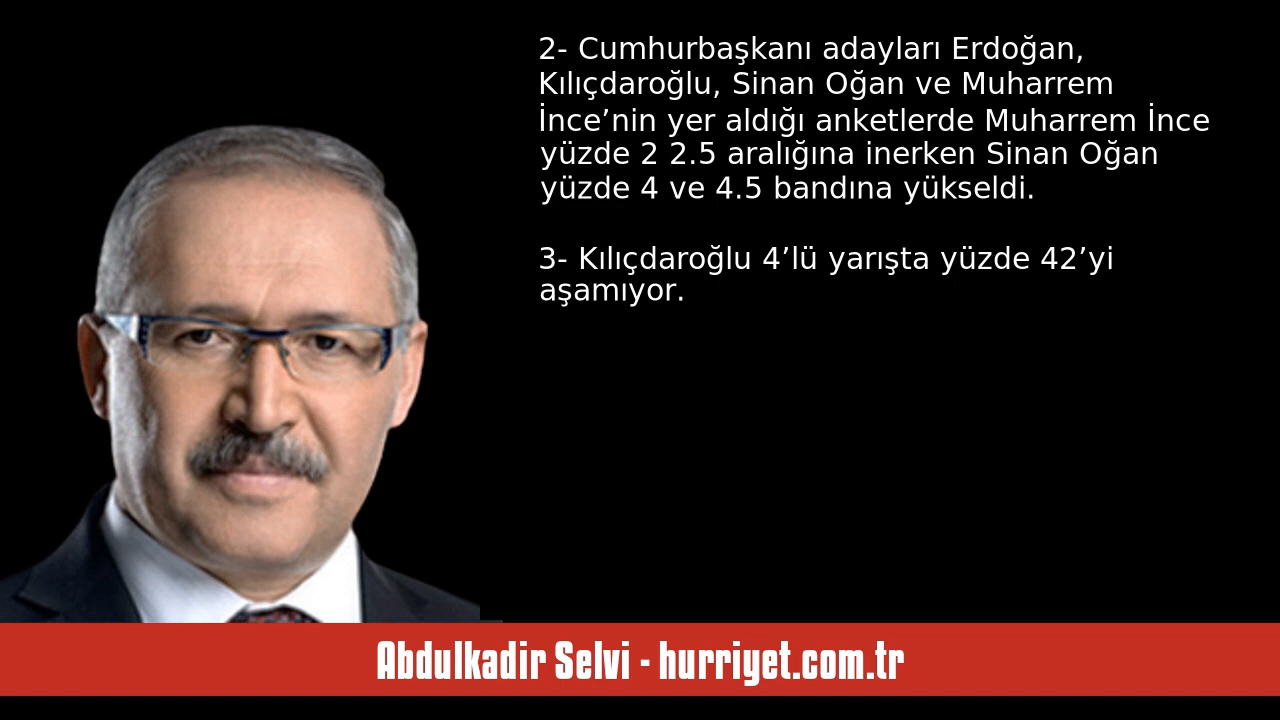 2- Cumhurbaşkanı adayları Erdoğan,
Kılıçdaroğlu, Sinan Oğan ve Muharrem
İnce’nin yer aldığı anketlerde Muharrem İnce
yüzde 2 2.5 aralığına inerken Sinan Oğan
yüzde 4 ve 4.5 bandına yükseldi.
3- Kılıçdaroğlu 4’lü yarışta yüzde 42’yi
aşamıyor.
Abdulkadir Selvi - hurriyet.com.tr